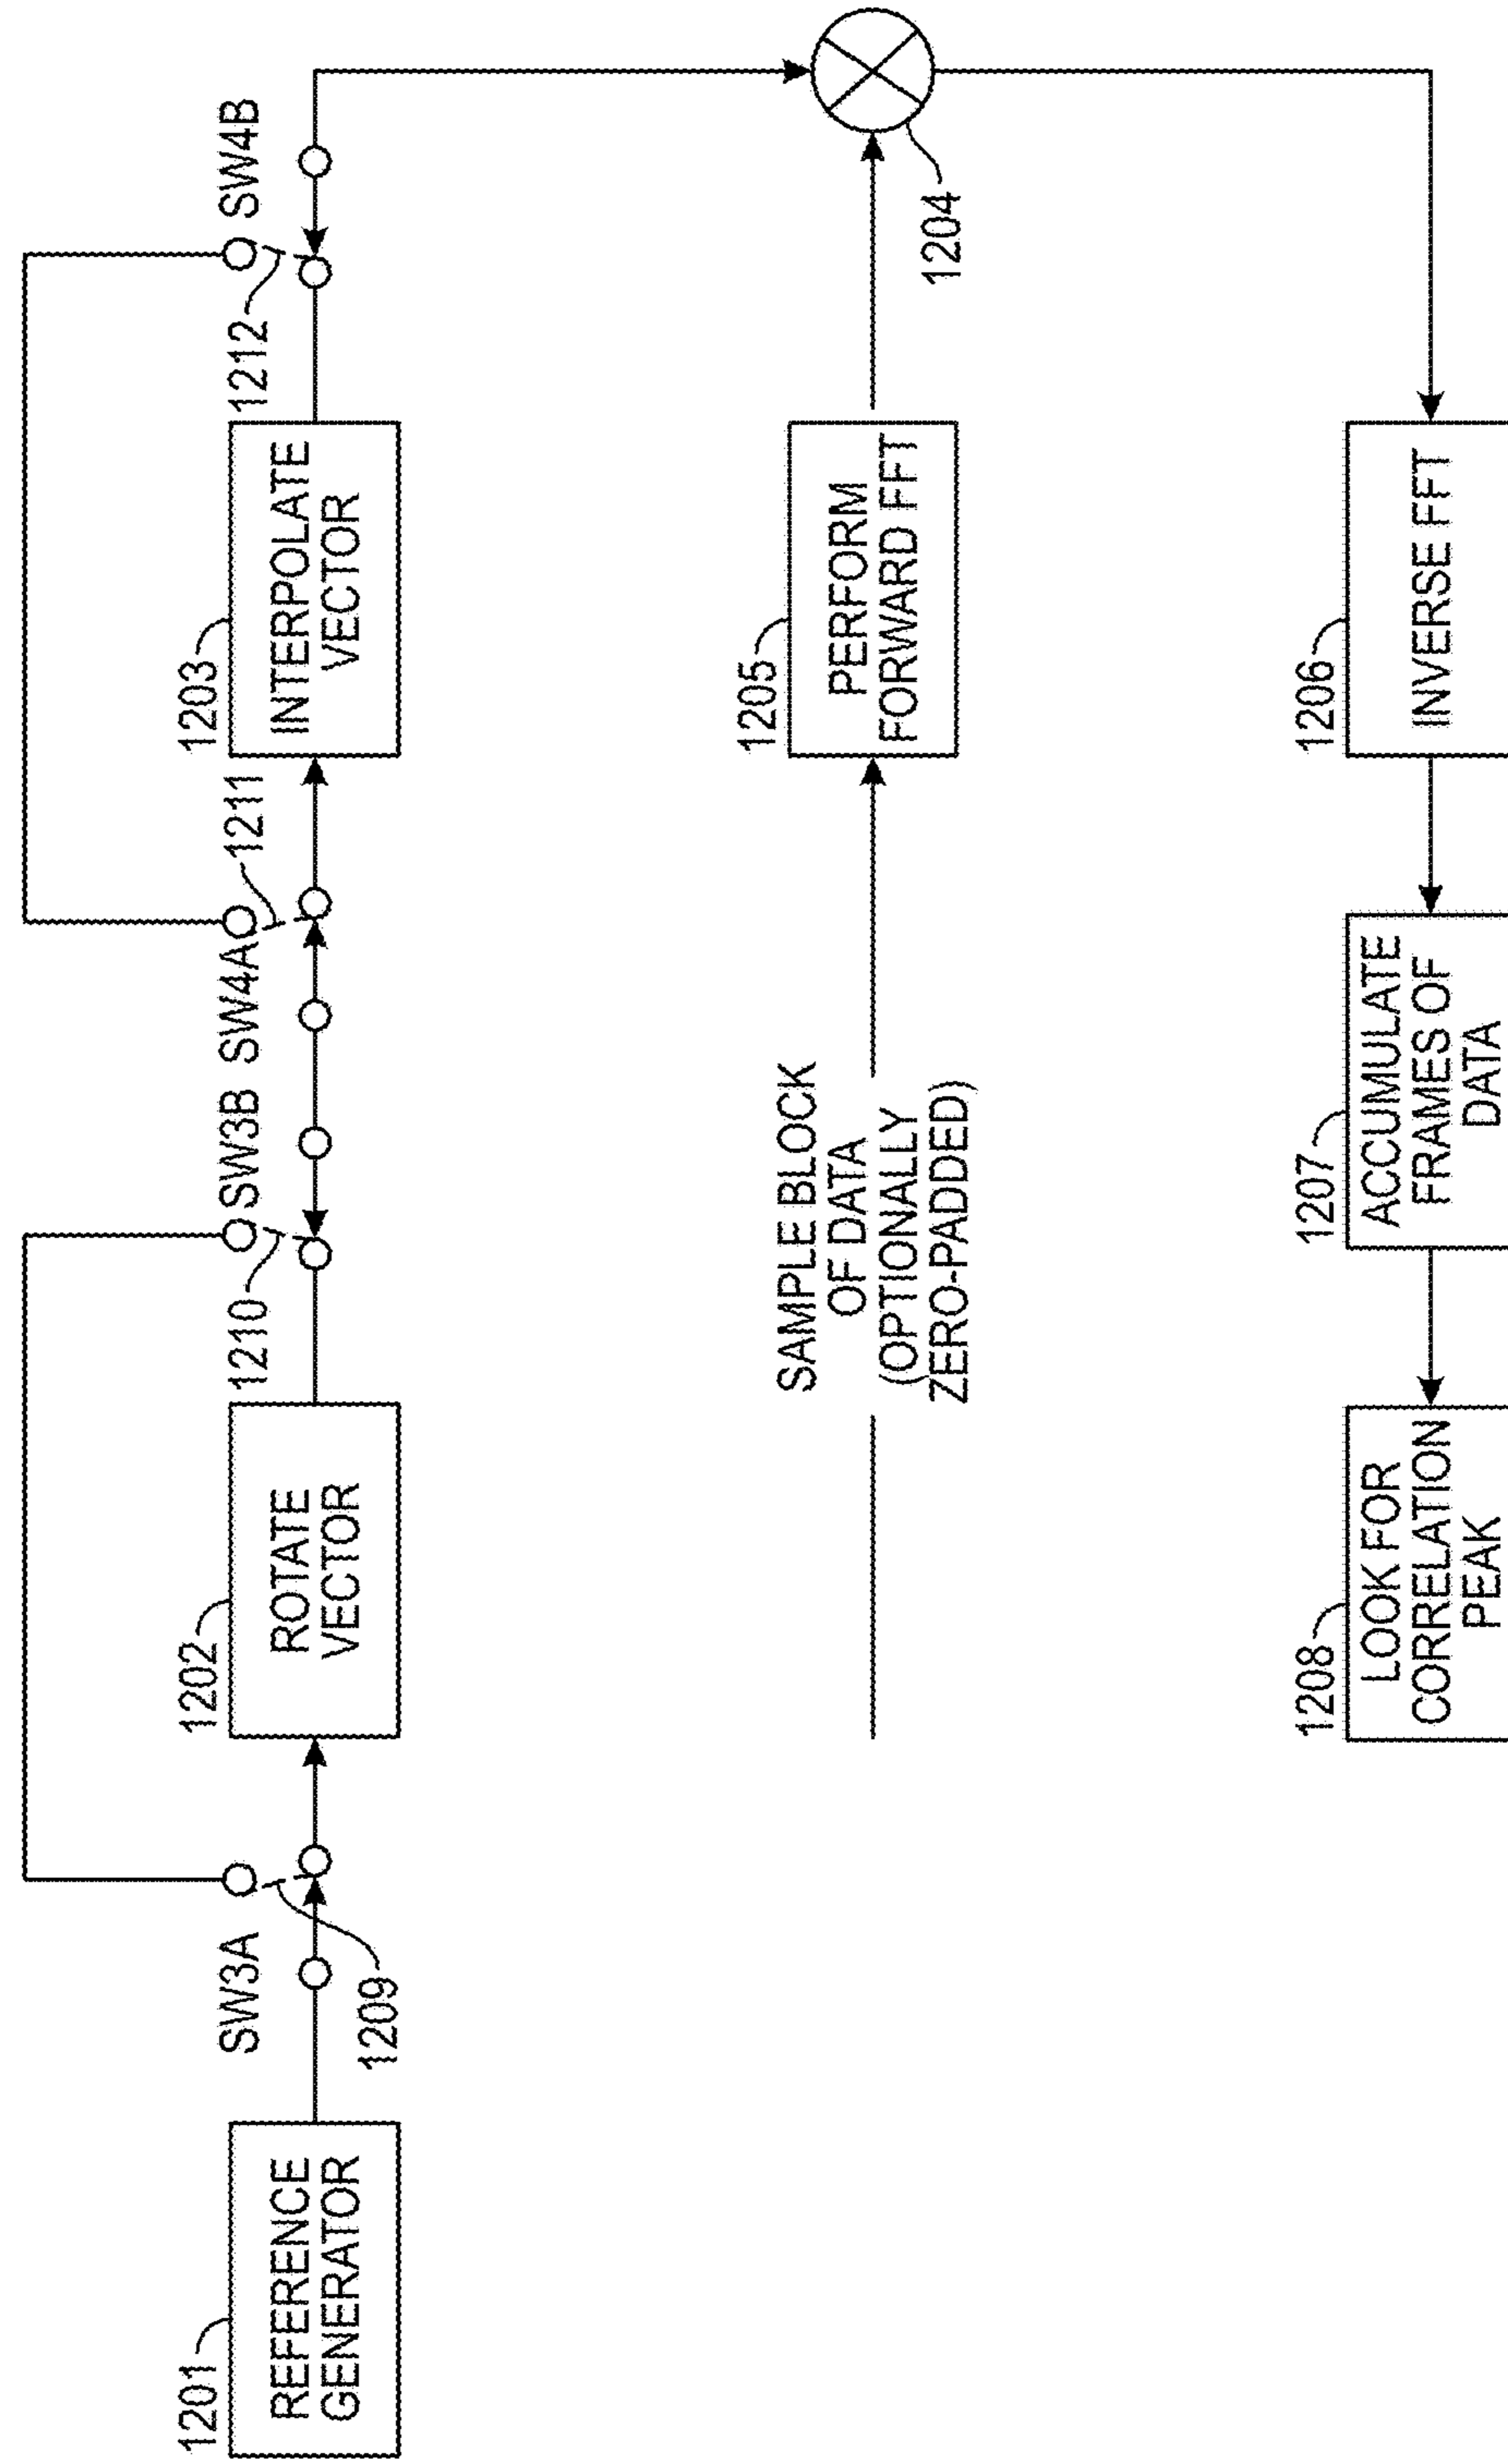 SW3A
1209
1210
SW3B
SW4A
1211
1212
SW4B
1201
REFERENCE
GENERATOR
1202
ROTATE
VECTOR
1203
INTERPOLATE
VECTOR
SAMPLE BLOCK
OF DATA
(OPTIONALLY
ZERO-PADDED)
1205
PERFORM
FORWARD FFT
1204
1208
LOOK FOR
CORRELATION
PEAK
1207
ACCUMULATE
FRAMES OF
DATA
1206
INVERSE FFT